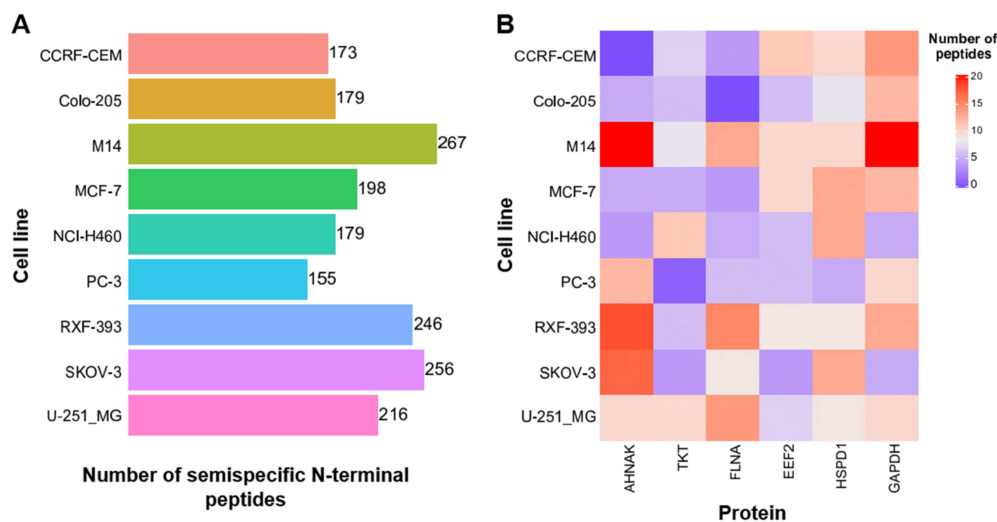 A
CCRF-CEM
173
Colo-205
179
M14
267
MCF-7
198
NCI-H460
179
PC-3
155
RXF-393
246
SKOV-3
256
U-251_MG
216
Cell line
Number of semispecific N-terminal
peptides
B
CCRF-CEM
Colo-205
M14
MCF-7
NCI-H460
PC-3
RXF-393
SKOV-3
U-251_MG
Cell line
AHNAK
TKT
FLNA
EEF2
HSPD1
GAPDH
Protein
Number of
peptides
20
15
10
5
0